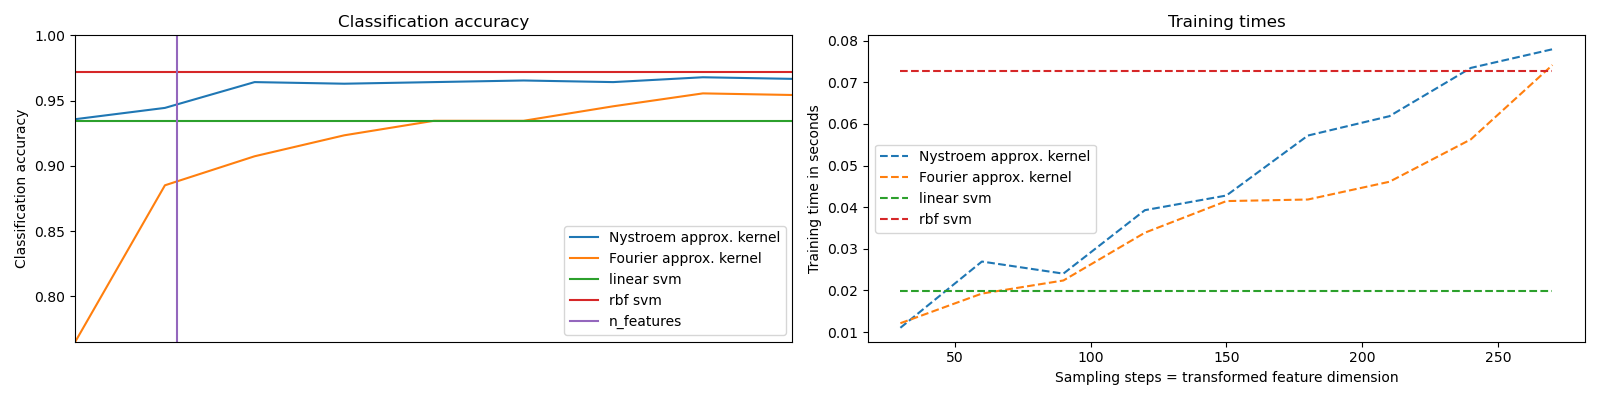 Classification accuracy
Classification accuracy
1.00
0.95
0.90
0.85
0.80
Nystroem approx. kernel
Fourier approx. kernel
linear svm
rbf svm
n_features
Training times
Training time in seconds
0.08
0.07
0.06
0.05
0.04
0.03
0.02
0.01
Nystroem approx. kernel
Fourier approx. kernel
linear svm
rbf svm
50 100 150 200 250
Sampling steps = transformed feature dimension